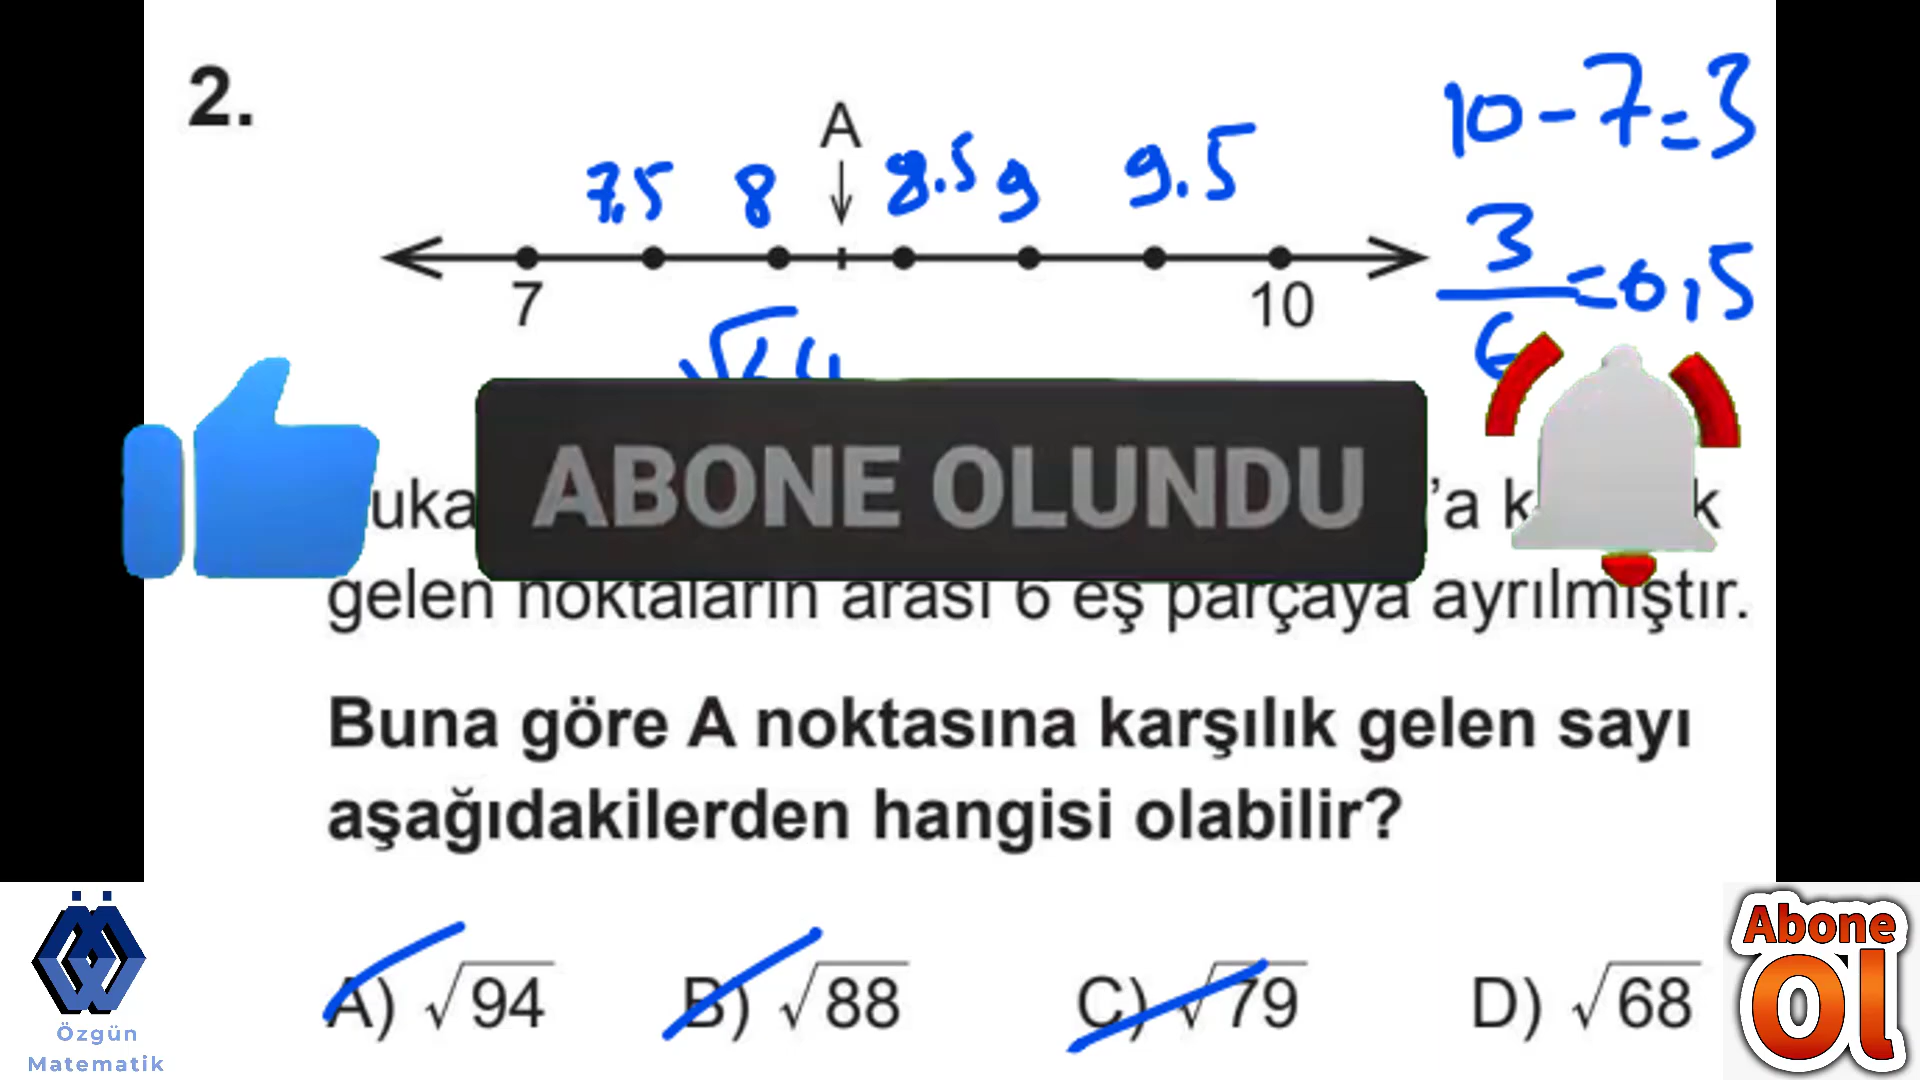 2.
10-7=3
A
7,5 8 8.5 9 9.5
3/6=0,5
7 10
ABONE OLUNDU
'a
gelen noktaların arası 6 eş parçaya ayrılmıştır.
Buna göre A noktasına karşılık gelen sayı
aşağıdakilerden hangisi olabilir?
A) √94 B) √88 C) √79 D) √68
Özgün
Matematik
Abone
Ol